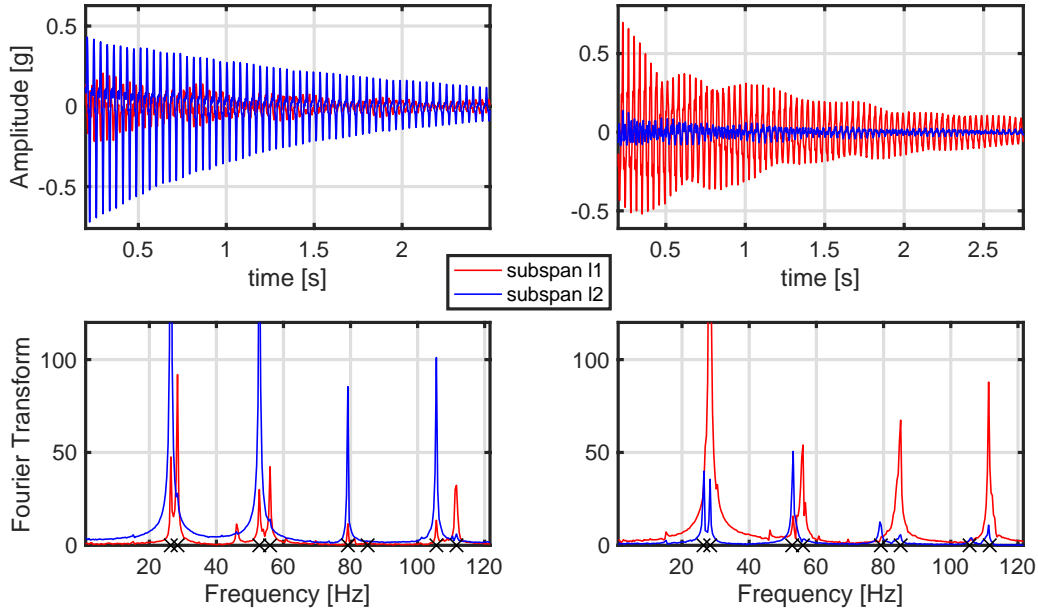 0.5
0
-0.5
Amplitude [g]
0.5 1 1.5 2
time [s]
0.5
0
-0.5
0.5 1 1.5 2 2.5
time [s]
subspan l1
subspan l2
100
50
0
Fourier Transform
20 40 60 80 100 120
Frequency [Hz]
100
50
0
20 40 60 80 100 120
Frequency [Hz]